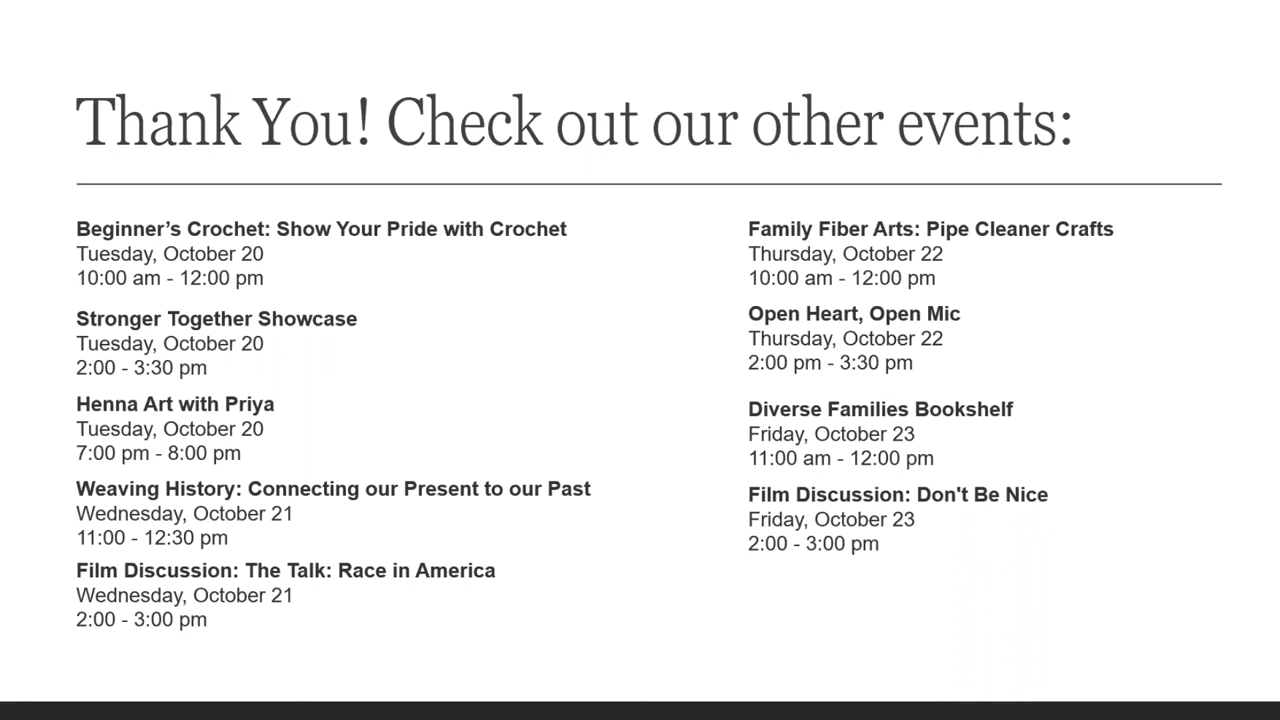 Thank You! Check out our other events:
Beginner’s Crochet: Show Your Pride with Crochet
Tuesday, October 20
10:00 am - 12:00 pm
Stronger Together Showcase
Tuesday, October 20
2:00 - 3:30 pm
Henna Art with Priya
Tuesday, October 20
7:00 pm - 8:00 pm
Weaving History: Connecting our Present to our Past
Wednesday, October 21
11:00 - 12:30 pm
Film Discussion: The Talk: Race in America
Wednesday, October 21
2:00 - 3:00 pm
Family Fiber Arts: Pipe Cleaner Crafts
Thursday, October 22
10:00 am - 12:00 pm
Open Heart, Open Mic
Thursday, October 22
2:00 pm - 3:30 pm
Diverse Families Bookshelf
Friday, October 23
11:00 am - 12:00 pm
Film Discussion: Don't Be Nice
Friday, October 23
2:00 - 3:00 pm